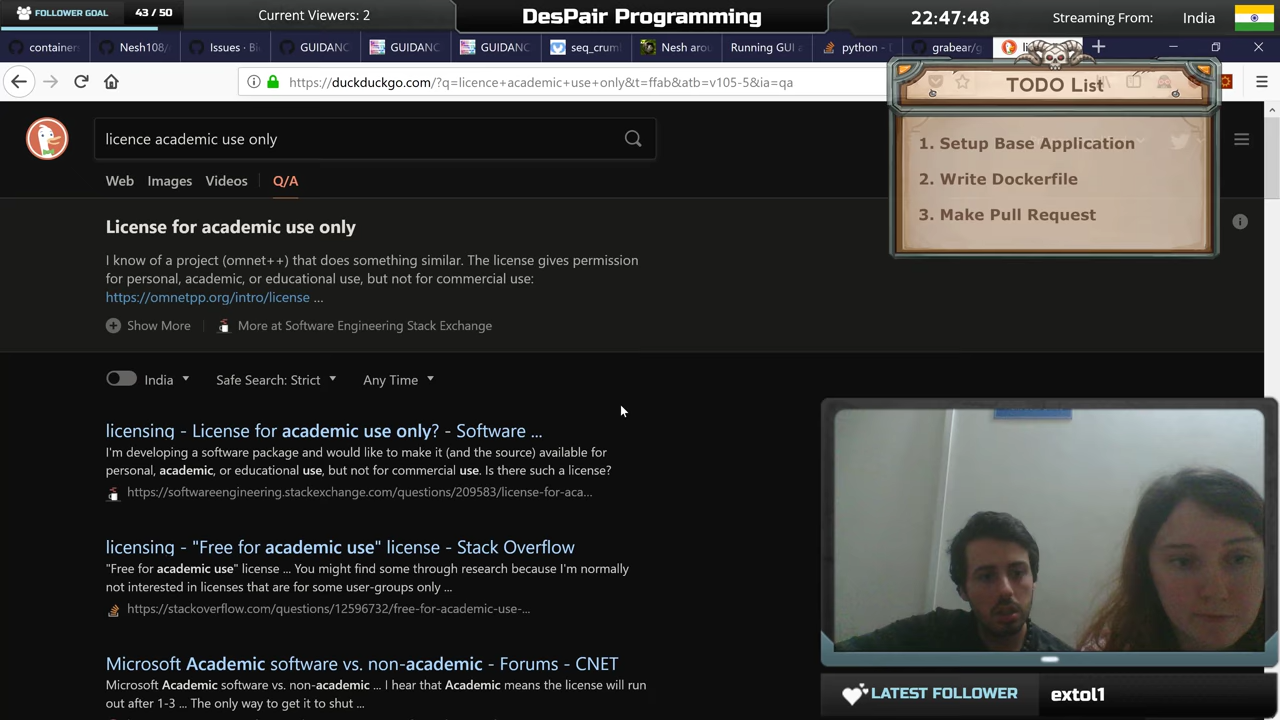 FOLLOWER GOAL
43 / 50
Current Viewers: 2
DesPair Programming
22:47:48
Streaming From:
India
container
Nesh108/
Issues · Bi
GUIDANC
GUIDANC
GUIDANC
seq_crum
Nesh arou
Running GUI a
python - D
grabear/g
li
https://duckduckgo.com/?q=licence+academic+use+only&t=ffab&atb=v105-5&ia=qa
TODO List
1. Setup Base Application
2. Write Dockerfile
3. Make Pull Request
licence academic use only
Web
Images
Videos
Q/A
License for academic use only
I know of a project (omnet++) that does something similar. The license gives permission
for personal, academic, or educational use, but not for commercial use:
https://omnetpp.org/intro/license ...
Show More
More at Software Engineering Stack Exchange
India
Safe Search: Strict
Any Time
licensing - License for academic use only? - Software ...
I'm developing a software package and would like to make it (and the source) available for
personal, academic, or educational use, but not for commercial use. Is there such a license?
https://softwareengineering.stackexchange.com/questions/209583/license-for-aca...
licensing - "Free for academic use" license - Stack Overflow
"Free for academic use" license ... You might find some through research because I'm normally
not interested in licenses that are for some user-groups only ...
https://stackoverflow.com/questions/12596732/free-for-academic-use-...
Microsoft Academic software vs. non-academic - Forums - CNET
Microsoft Academic software vs. non-academic ... I hear that Academic means the license will run
out after 1-3 ... The only way to get it to shut ...
LATEST FOLLOWER
extol1